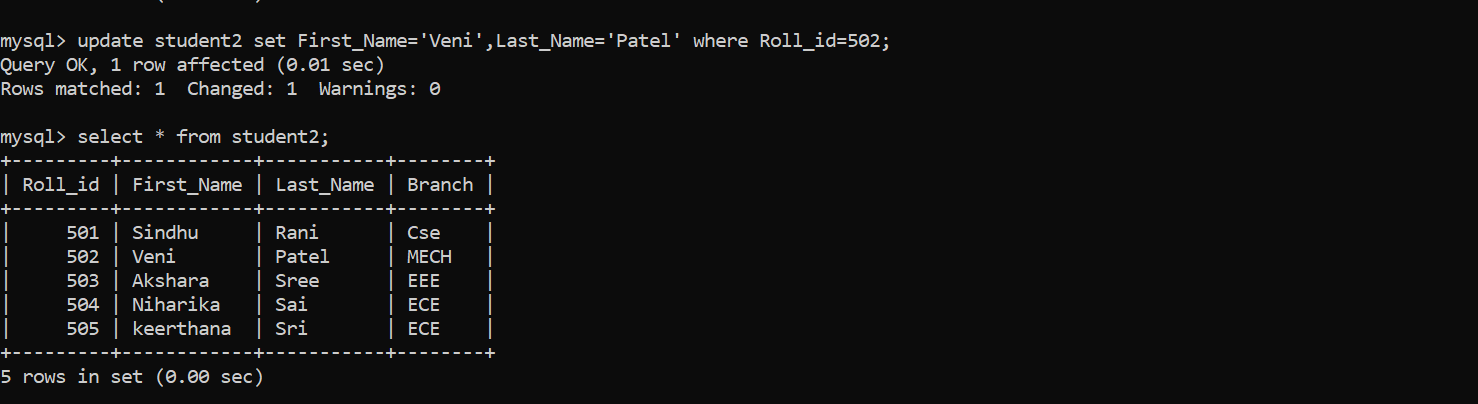 mysql> update student2 set First_Name='Veni',Last_Name='Patel' where Roll_id=502;
Query OK, 1 row affected (0.01 sec)
Rows matched: 1  Changed: 1  Warnings: 0
mysql> select * from student2;
+---------+------------+-----------+--------+
| Roll_id | First_Name | Last_Name | Branch |
+---------+------------+-----------+--------+
|     501 | Sindhu     | Rani      | Cse    |
|     502 | Veni       | Patel     | MECH   |
|     503 | Akshara    | Sree      | EEE    |
|     504 | Niharika   | Sai       | ECE    |
|     505 | keerthana  | Sri       | ECE    |
+---------+------------+-----------+--------+
5 rows in set (0.00 sec)